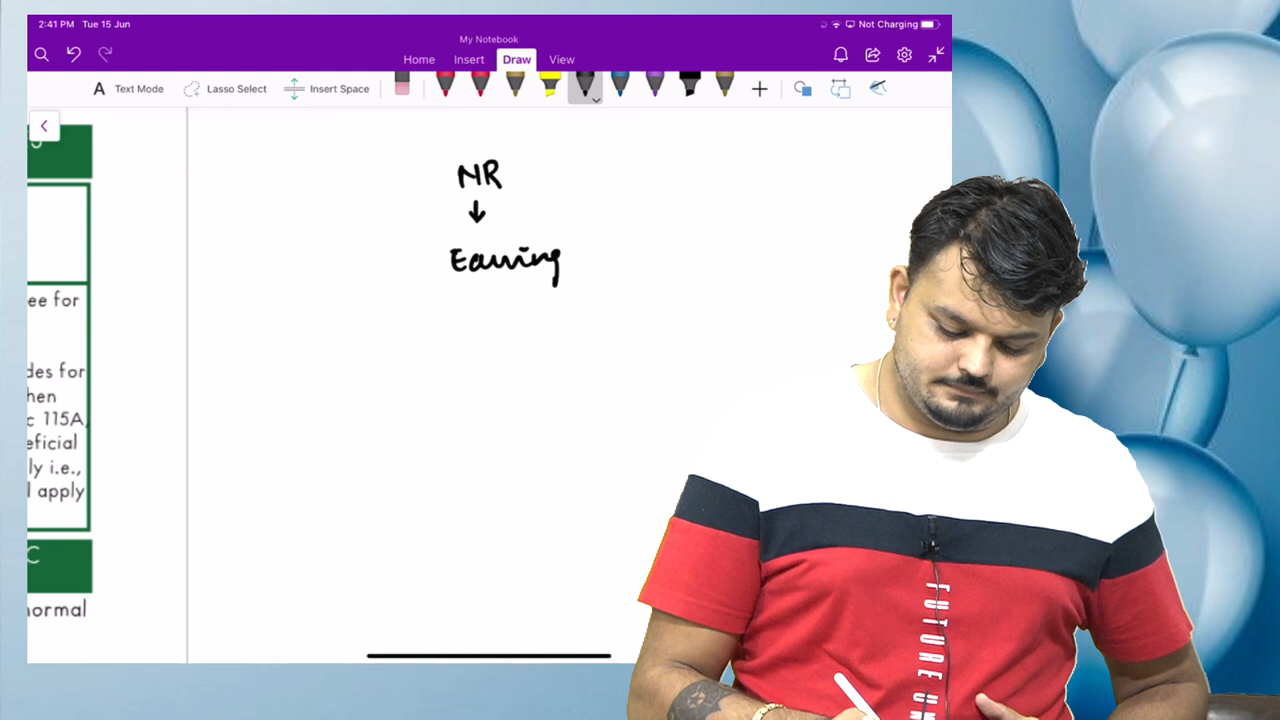 2:41 PM Tue 15 Jun
Not Charging
My Notebook
Home Insert Draw View
A Text Mode Lasso Select Insert Space
NR
↓
Earning
ee for
des for
hen
c 115A,
eficial
ly i.e.,
l apply
C
normal
FUTURE UN